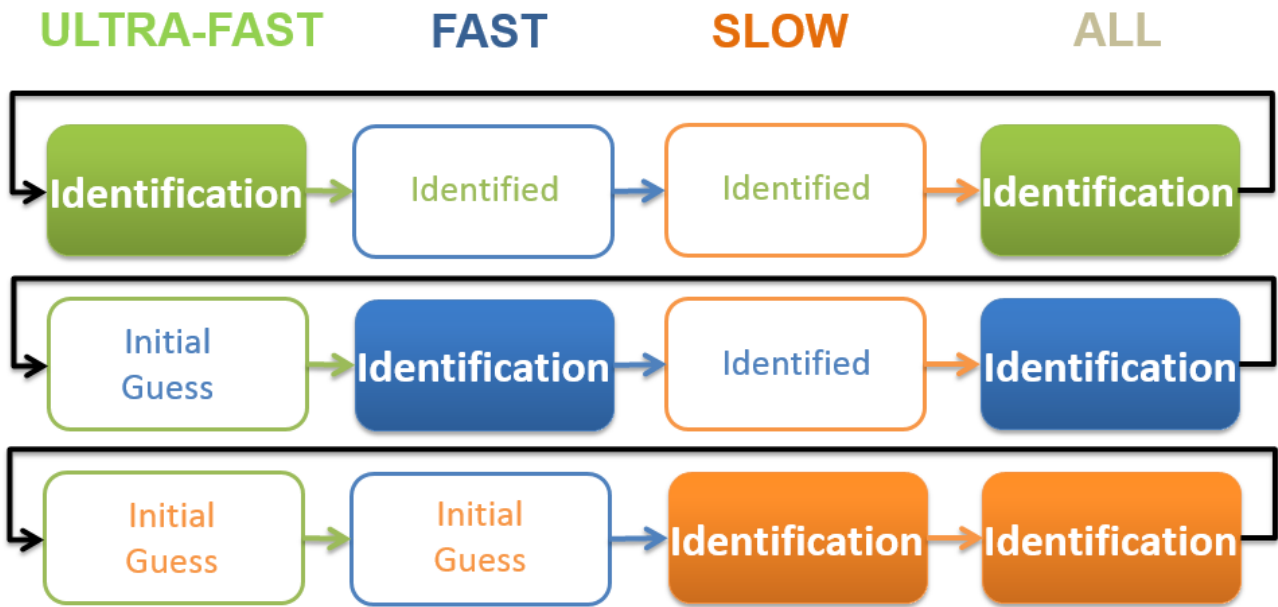 ULTRA-FAST FAST SLOW ALL
Identification Identified Identified Identification
Initial
Guess
Identification Identified Identification
Initial
Guess
Initial
Guess
Identification Identification